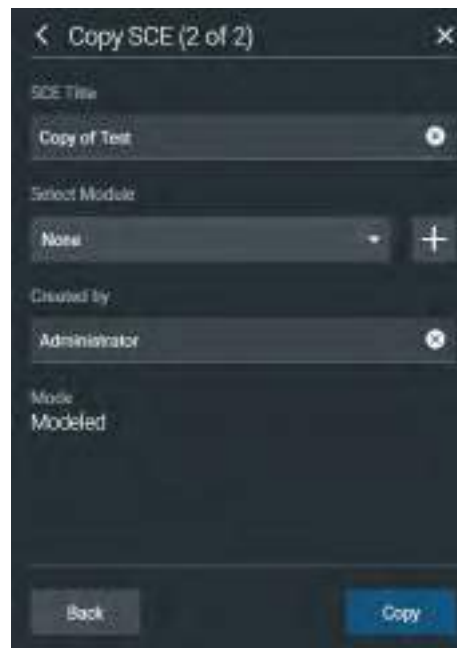 Copy SCE (2 of 2)
SCE Title
Copy of Test
Select Module
None
Created by
Administrator
Mode
Modeled
Back
Copy